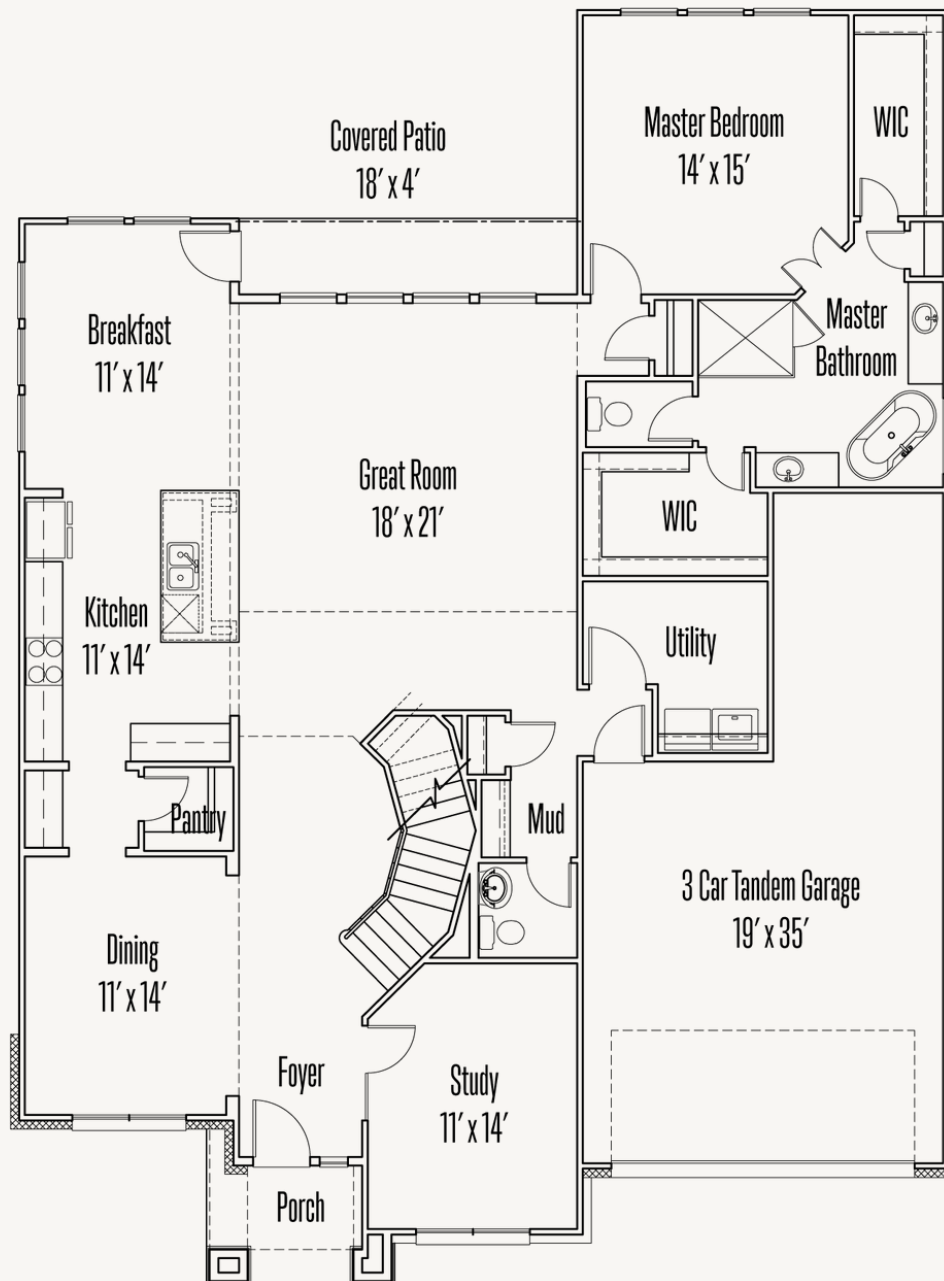 Master Bedroom
14′ x 15′
WIC
Covered Patio
18′ x 4′
Breakfast
11′ x 14′
Master
Bathroom
Great Room
18′ x 21′
WIC
Kitchen
11′ x 14′
Utility
Pantry
Mud
3 Car Tandem Garage
19′ x 35′
Dining
11′ x 14′
Foyer
Study
11′ x 14′
Porch